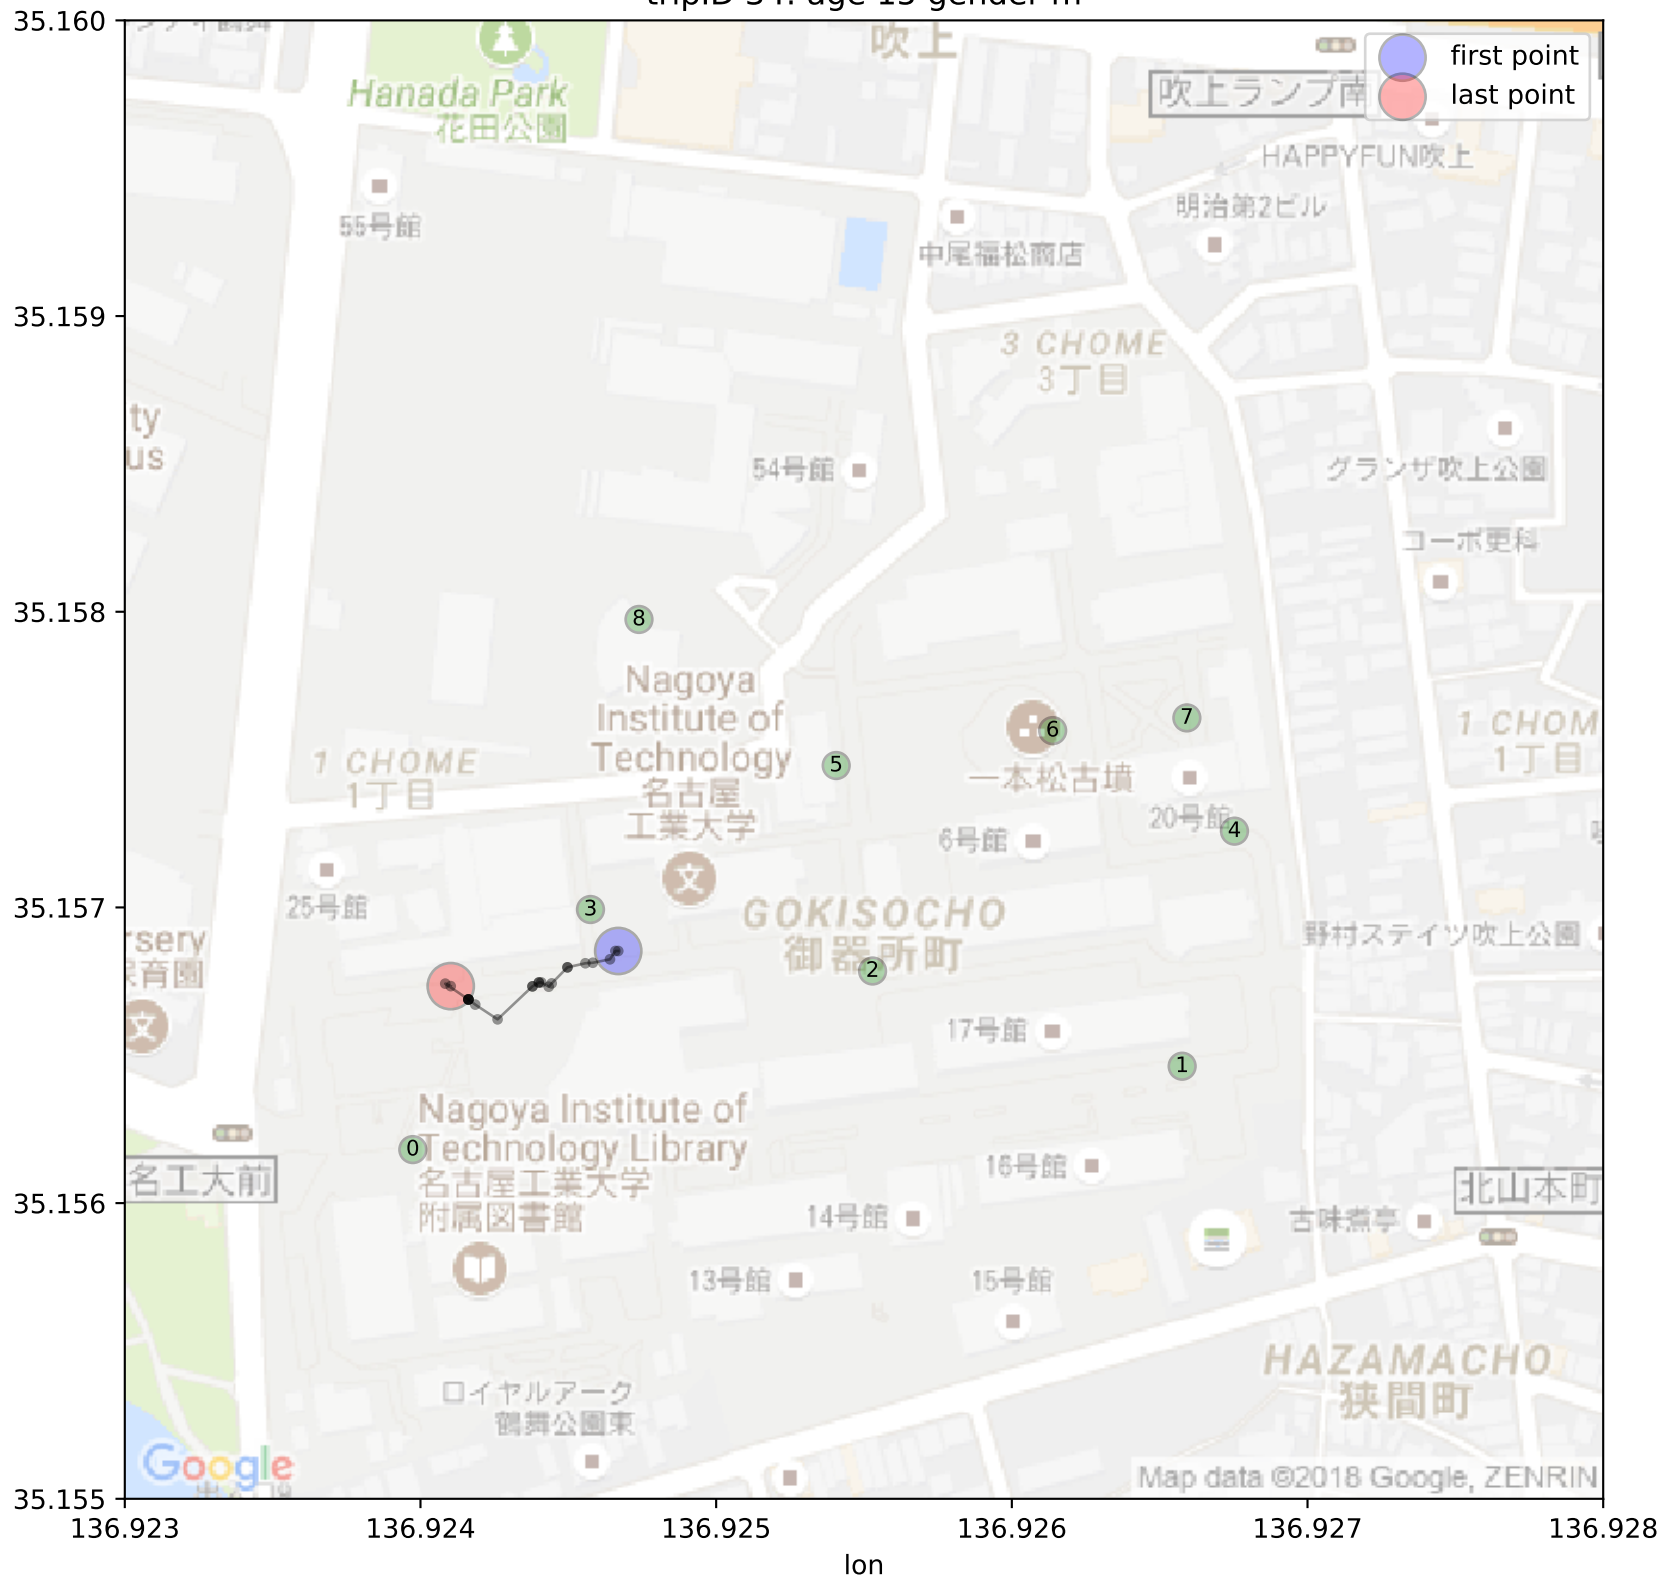 35.160
吹上
first point
Hanada Park
花田公園
吹上ランプ南
last point
HAPPYFUN吹上
55号館
明治第2ビル
中尾福松商店
35.159
3 CHOME
3丁目
ty
us
54号館
グランザ吹上公園
コーポ更科
35.158
8
Nagoya
Institute of
Technology
名古屋
工業大学
1 CHOME
1丁目
5
6
7
一本松古墳
1 CHOM
1丁目
20号館
4
6号館
25号館
35.157
3
GOKISOCHO
御器所町
2
野村ステイツ吹上公園
rsery
保育園
17号館
1
Nagoya Institute of
Technology Library
名古屋工業大学
附属図書館
0
16号館
名工大前
北山本町
35.156
14号館
古味煮亭
13号館
15号館
HAZAMACHO
狭間町
ロイヤルアーク
鶴舞公園東
Google
Map data ©2018 Google, ZENRIN
35.155
136.923
136.924
136.925
136.926
136.927
136.928
lon